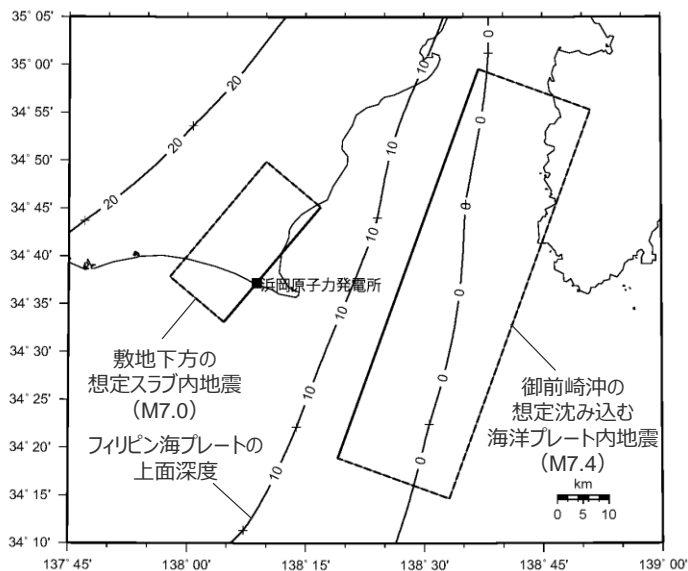 35° 05'
35° 00'
34° 55'
34° 50'
34° 45'
34° 40'
34° 35'
34° 30'
34° 25'
34° 20'
34° 15'
34° 10'
137° 45'
138° 00'
138° 15'
138° 30'
138° 45'
139° 00'
20
20
20
10
10
10
10
10
0
0
0
0
0
0
浜岡原子力発電所
敷地下方の
想定スラブ内地震
（M7.0）
フィリピン海プレートの
上面深度
御前崎沖の
想定沈み込む
海洋プレート内地震
（M7.4）
km
0 5 10